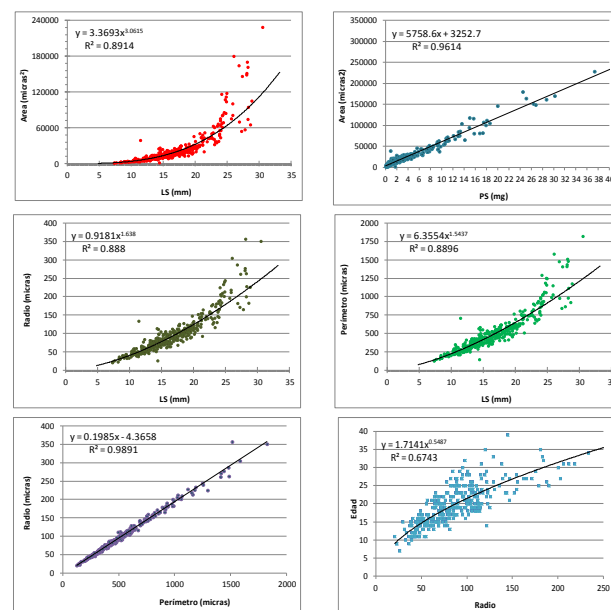 y = 3.3693x^3.0615
R² = 0.8914
Area (micras²)
240000
180000
120000
60000
0
0 5 10 15 20 25 30 35
LS (mm)
y = 5758.6x + 3252.7
R² = 0.9614
Area (micras2)
350000
300000
250000
200000
150000
100000
50000
0
0 2 4 6 8 10 12 14 16 18 20 22 24 26 28 30 32 34 36 38 40
PS (mg)
y = 0.9181x^1.638
R² = 0.888
Radio (micras)
400
350
300
250
200
150
100
50
0
0 5 10 15 20 25 30 35
LS (mm)
y = 6.3554x^1.5437
R² = 0.8896
Perímetro (micras)
2000
1750
1500
1250
1000
750
500
250
0
0 5 10 15 20 25 30 35
LS (mm)
y = 0.1985x - 4.3658
R² = 0.9891
Radio (micras)
400
350
300
250
200
150
100
50
0
0 500 1000 1500 2000
Perímetro (micras)
y = 1.7141x^0.5487
R² = 0.6743
Edad
40
35
30
25
20
15
10
5
0
0 50 100 150 200 250
Radio